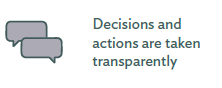 Decisions and
actions are taken
transparently